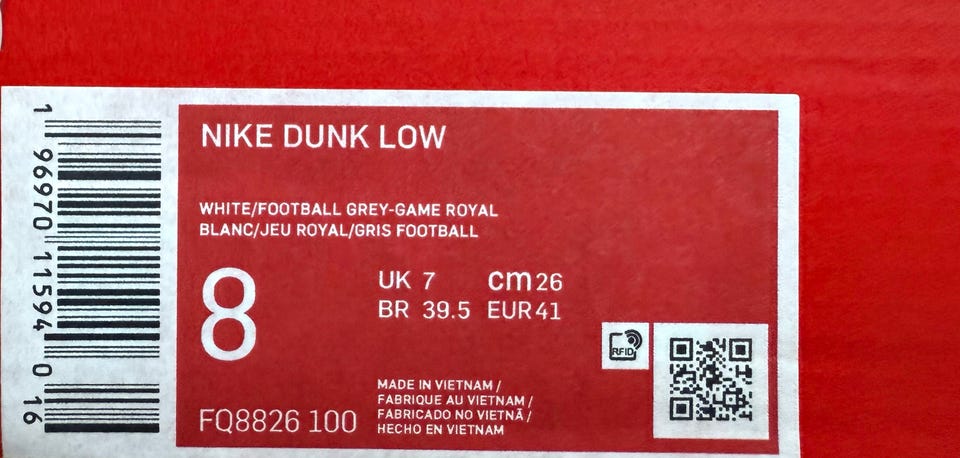 1 96970 11594 0 16
NIKE DUNK LOW
WHITE/FOOTBALL GREY-GAME ROYAL
BLANC/JEU ROYAL/GRIS FOOTBALL
8
UK 7 cm 26
BR 39.5 EUR 41
RFID
MADE IN VIETNAM /
FABRIQUE AU VIETNAM /
FABRICADO NO VIETNÃ /
HECHO EN VIETNAM
FQ8826 100